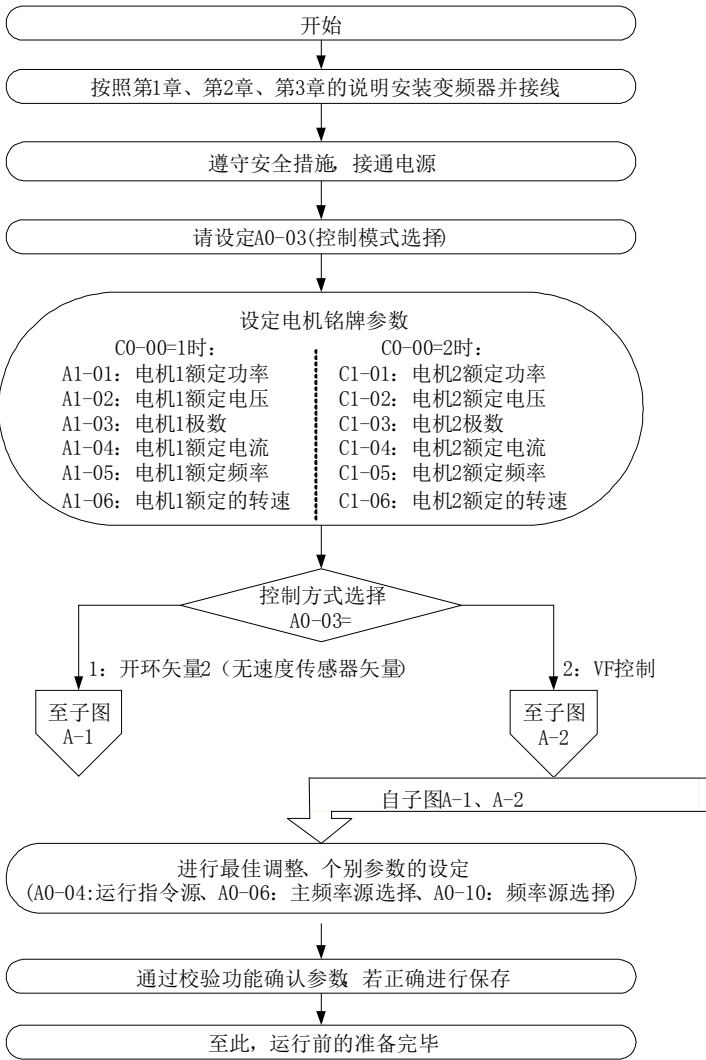 开始
按照第1章、第2章、第3章的说明安装变频器并接线
遵守安全措施,接通电源
请设定A0-03(控制模式选择)
设定电机铭牌参数
C0-00=1时:
A1-01: 电机1额定功率
A1-02: 电机1额定电压
A1-03: 电机1极数
A1-04: 电机1额定电流
A1-05: 电机1额定频率
A1-06: 电机1额定的转速
C0-00=2时:
C1-01: 电机2额定功率
C1-02: 电机2额定电压
C1-03: 电机2极数
C1-04: 电机2额定电流
C1-05: 电机2额定频率
C1-06: 电机2额定的转速
控制方式选择
A0-03=
1: 开环矢量2（无速度传感器矢量）
2: VF控制
至子图
A-1
至子图
A-2
自子图A-1、A-2
进行最佳调整、个别参数的设定
(A0-04:运行指令源、A0-06: 主频率源选择、A0-10: 频率源选择)
通过校验功能确认参数,若正确进行保存
至此,运行前的准备完毕